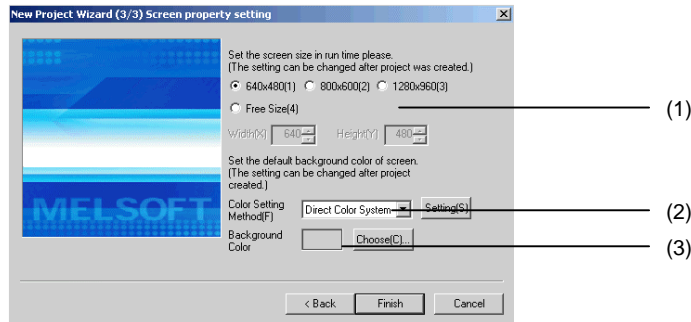 New Project Wizard (3/3) Screen property setting
Set the screen size in run time please.
(The setting can be changed after project was created.)
640x480(1) 800x600(2) 1280x960(3)
Free Size(4)
(1)
Width(X) 640 Height(Y) 480
Set the default background color of screen.
(The setting can be changed after project
created.)
MELSOFT
Color Setting
Method(F) Direct Color System Setting(S) (2)
Background
Color Choose(C)... (3)
< Back Finish Cancel